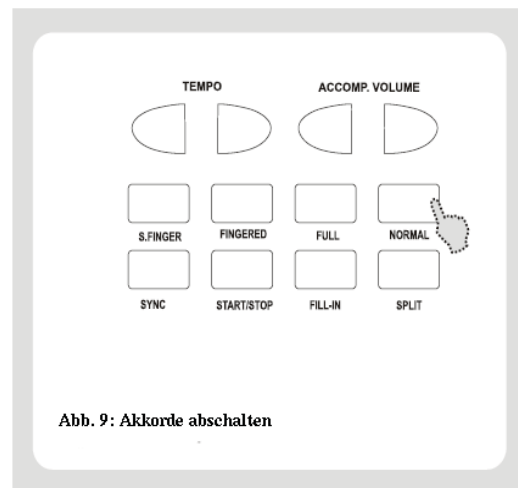 TEMPO ACCOMP. VOLUME
S.FINGER FINGERED FULL NORMAL
SYNC START/STOP FILL-IN SPLIT
Abb. 9: Akkorde abschalten